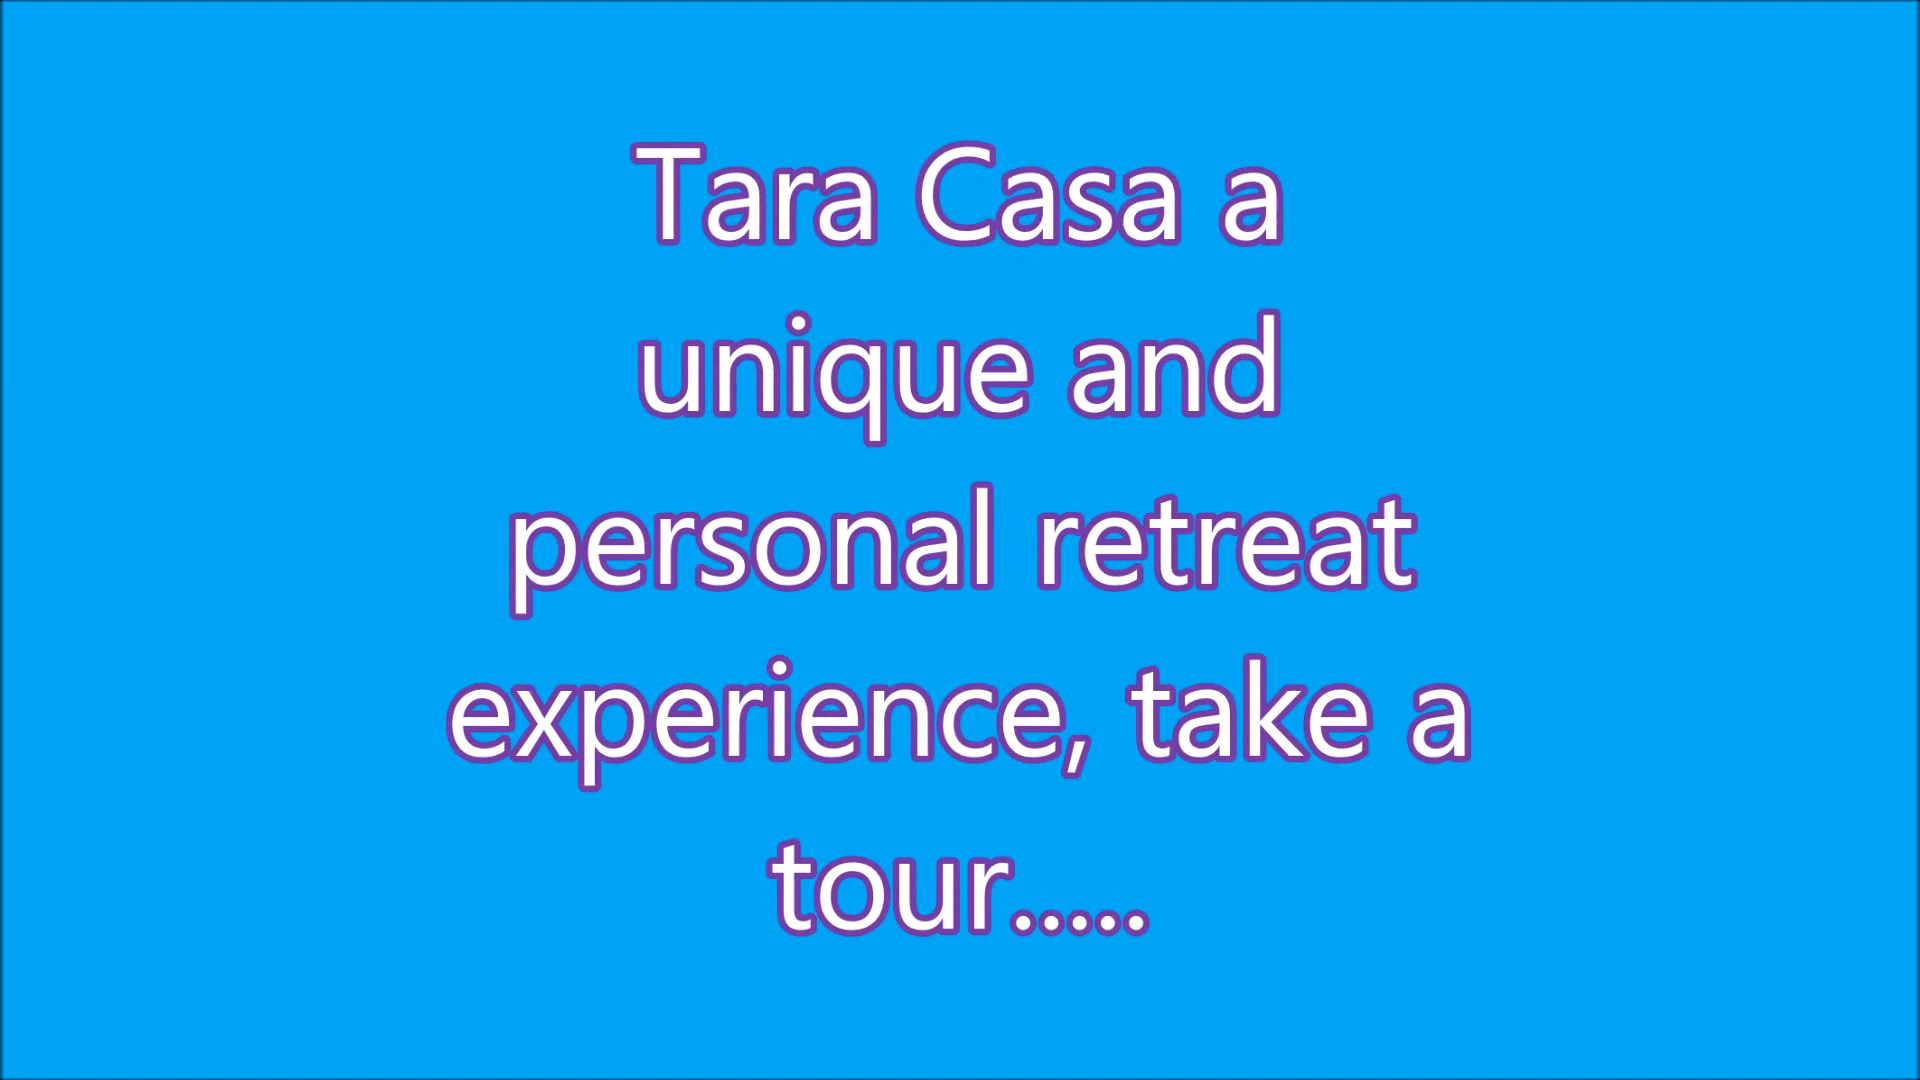 Tara Casa a
unique and
personal retreat
experience, take a
tour.....